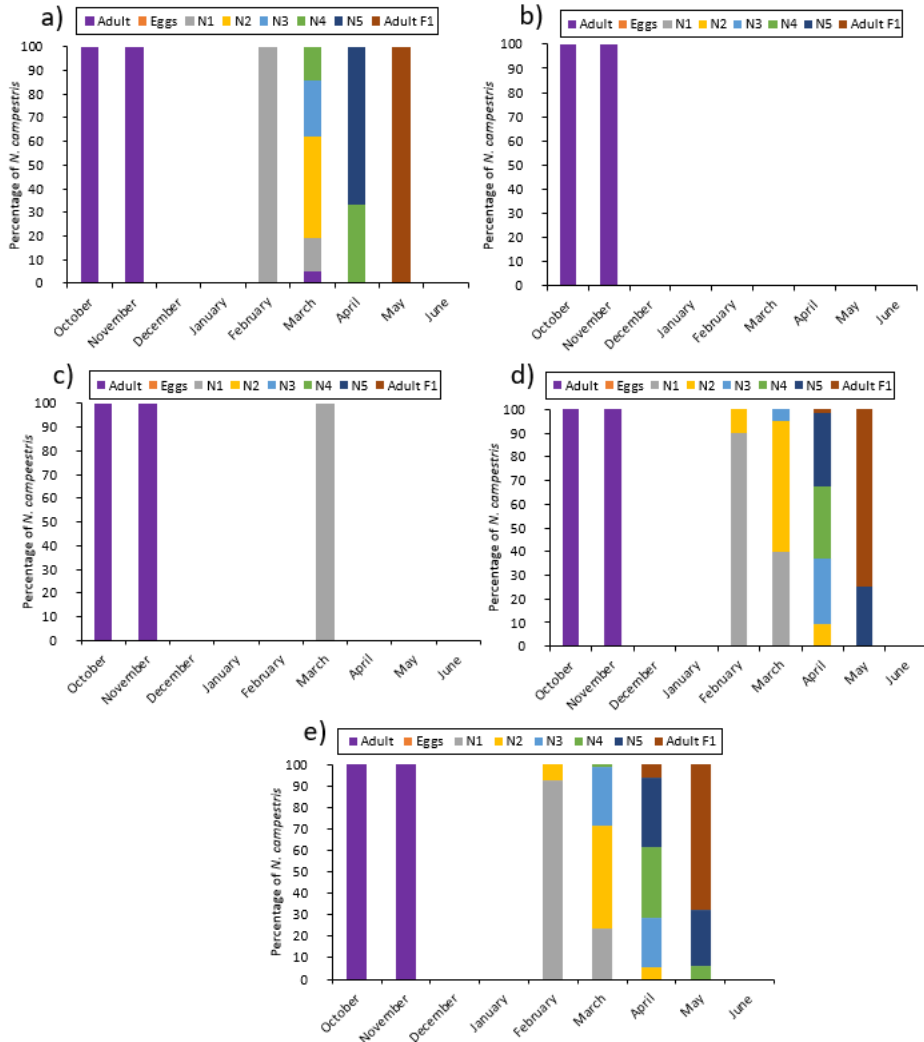 a)
Adult Eggs N1 N2 N3 N4 N5 Adult F1
Percentage of N. campestris
100
90
80
70
60
50
40
30
20
10
0
October November December January February March April May June
b)
Adult Eggs N1 N2 N3 N4 N5 Adult F1
Percentage of N. campestris
100
90
80
70
60
50
40
30
20
10
0
October November December January February March April May June
c)
Adult Eggs N1 N2 N3 N4 N5 Adult F1
Percentage of N. campeestris
100
90
80
70
60
50
40
30
20
10
0
October November December January February March April May June
d)
Adult Eggs N1 N2 N3 N4 N5 Adult F1
Percentage of N. campestris
100
90
80
70
60
50
40
30
20
10
0
October November December January February March April May June
e)
Adult Eggs N1 N2 N3 N4 N5 Adult F1
Percentage of N. campestris
100
90
80
70
60
50
40
30
20
10
0
October November December January February March April May June